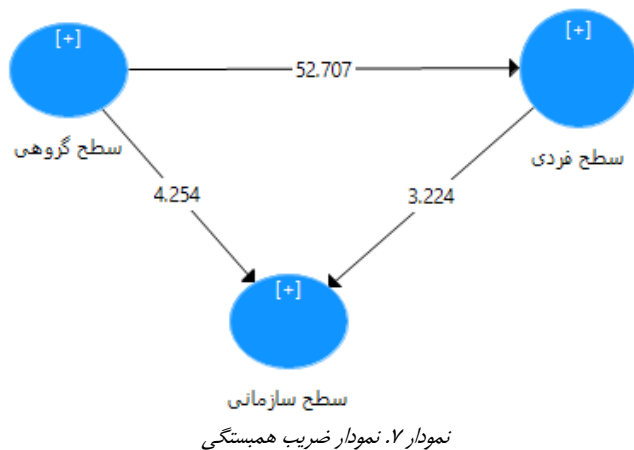 [+]
[+]
52.707
سطح گروهی
سطح فردی
4.254
3.224
[+]
سطح سازمانی
نمودار ۷. نمودار ضریب همبستگی